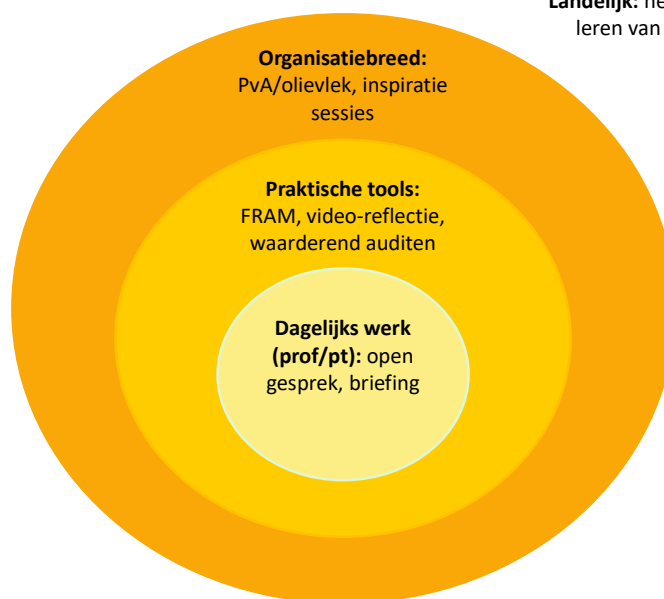 Landelijk:
leren van
Organisatiebreed:
PvA/olievlek, inspiratie
sessies
Praktische tools:
FRAM, video-reflectie,
waarderend auditen
Dagelijks werk
(prof/pt): open
gesprek, briefing